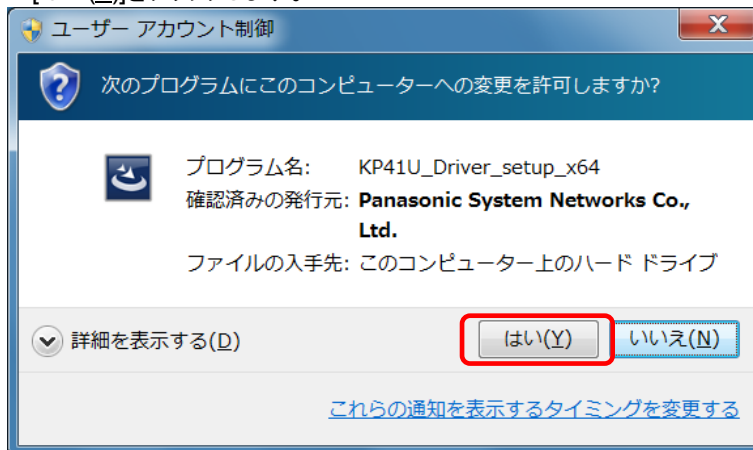 ユーザー アカウント制御
次のプログラムにこのコンピューターへの変更を許可しますか?
プログラム名: KP41U_Driver_setup_x64
確認済みの発行元: Panasonic System Networks Co.,
Ltd.
ファイルの入手先: このコンピューター上のハード ドライブ
詳細を表示する(D) はい(Y) いいえ(N)
これらの通知を表示するタイミングを変更する